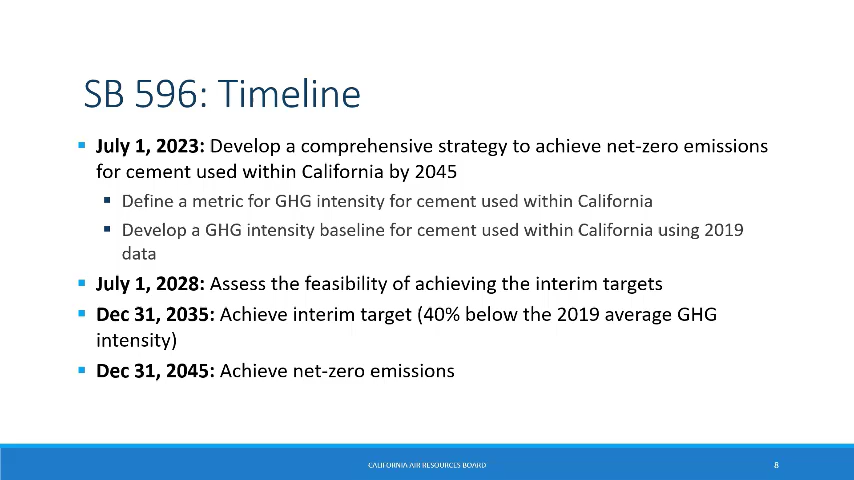 SB 596: Timeline
▪ July 1, 2023: Develop a comprehensive strategy to achieve net-zero emissions
for cement used within California by 2045
▪ Define a metric for GHG intensity for cement used within California
▪ Develop a GHG intensity baseline for cement used within California using 2019
data
▪ July 1, 2028: Assess the feasibility of achieving the interim targets
▪ Dec 31, 2035: Achieve interim target (40% below the 2019 average GHG
intensity)
▪ Dec 31, 2045: Achieve net-zero emissions
CALIFORNIA AIR RESOURCES BOARD
8